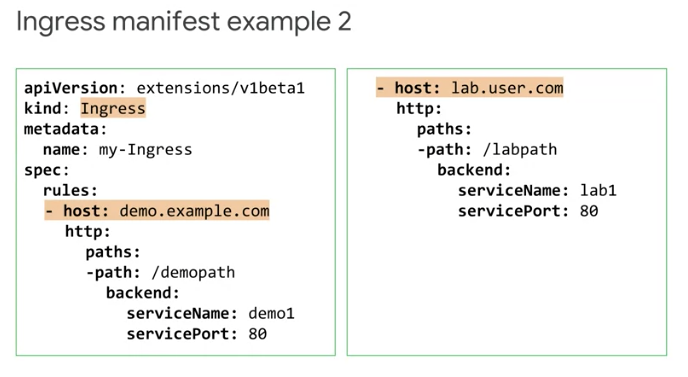 Ingress manifest example 2
apiVersion: extensions/v1beta1
kind: Ingress
metadata:
name: my-Ingress
spec:
rules:
- host: demo.example.com
http:
paths:
-path: /demopath
backend:
serviceName: demo1
servicePort: 80
- host: lab.user.com
http:
paths:
-path: /labpath
backend:
serviceName: lab1
servicePort: 80